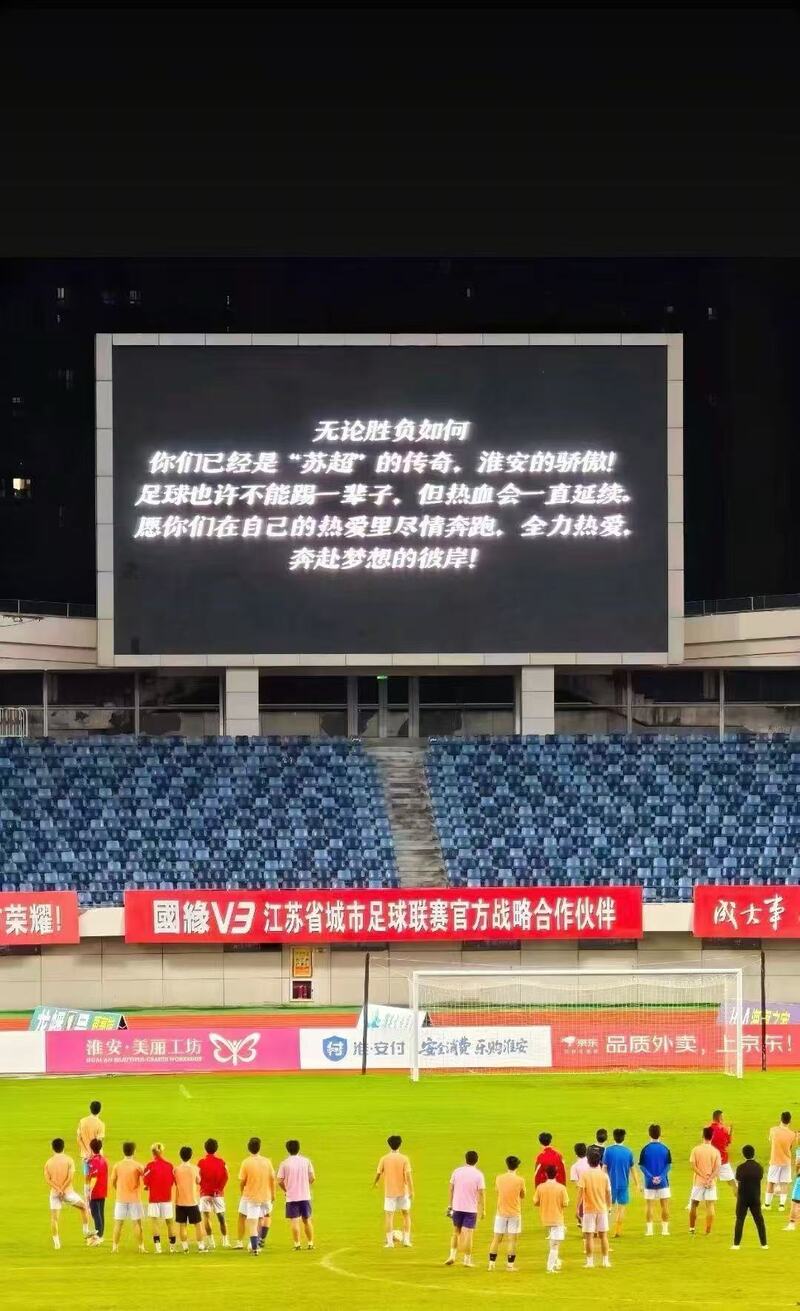 无论胜负如何
你们已经是“苏超”的传奇，淮安的骄傲！
足球也许不能踢一辈子，但热血会一直延续。
愿你们在自己的热爱里尽情奔跑，全力热爱，
奔赴梦想的彼岸！
荣耀！
國緣V3 江苏省城市足球联赛官方战略合作伙伴
成大事
淮安·美丽工坊
淮·安付 安全消费 乐购淮安
京东 品质外卖，上京东！